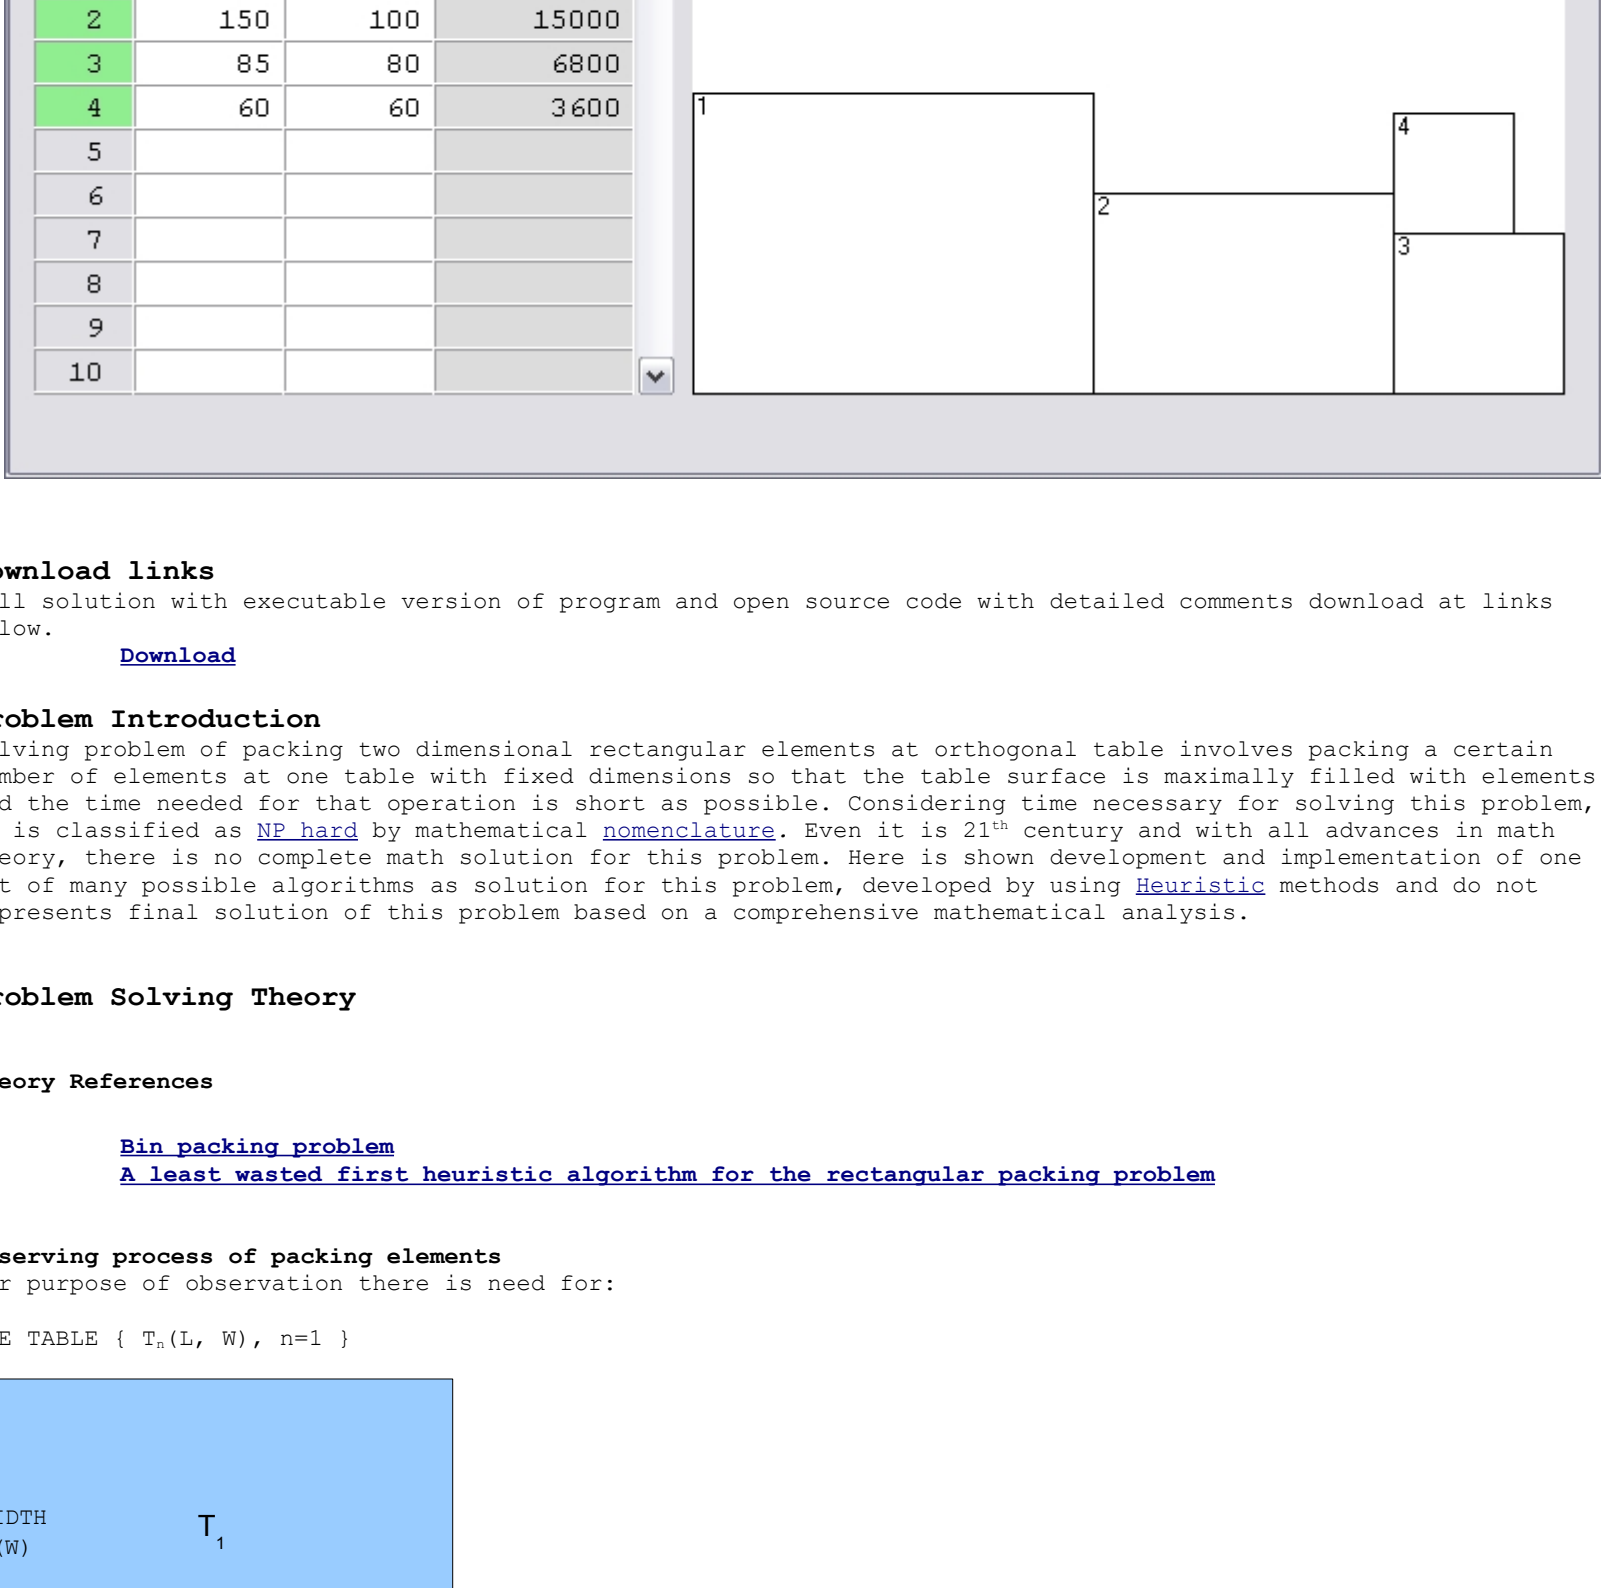 2 150 100 15000
3 85 80 6800
4 60 60 3600
5
6
7
8
9
10
1
2
4
3
ownload links
ll solution with executable version of program and open source code with detailed comments download at links
low.
Download
roblem Introduction
lving problem of packing two dimensional rectangular elements at orthogonal table involves packing a certain
mber of elements at one table with fixed dimensions so that the table surface is maximally filled with elements
d the time needed for that operation is short as possible. Considering time necessary for solving this problem,
is classified as NP hard by mathematical nomenclature. Even it is 21th century and with all advances in math
eory, there is no complete math solution for this problem. Here is shown development and implementation of one
t of many possible algorithms as solution for this problem, developed by using Heuristic methods and do not
presents final solution of this problem based on a comprehensive mathematical analysis.
roblem Solving Theory
eory References
Bin packing problem
A least wasted first heuristic algorithm for the rectangular packing problem
serving process of packing elements
r purpose of observation there is need for:
E TABLE { Tn(L, W), n=1 }
IDTH
(W)
T1